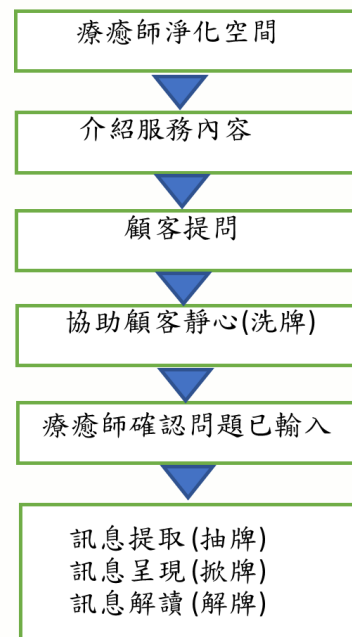 療癒師淨化空間
介紹服務內容
顧客提問
協助顧客靜心(洗牌)
療癒師確認問題已輸入
訊息提取(抽牌)
訊息呈現(掀牌)
訊息解讀(解牌)